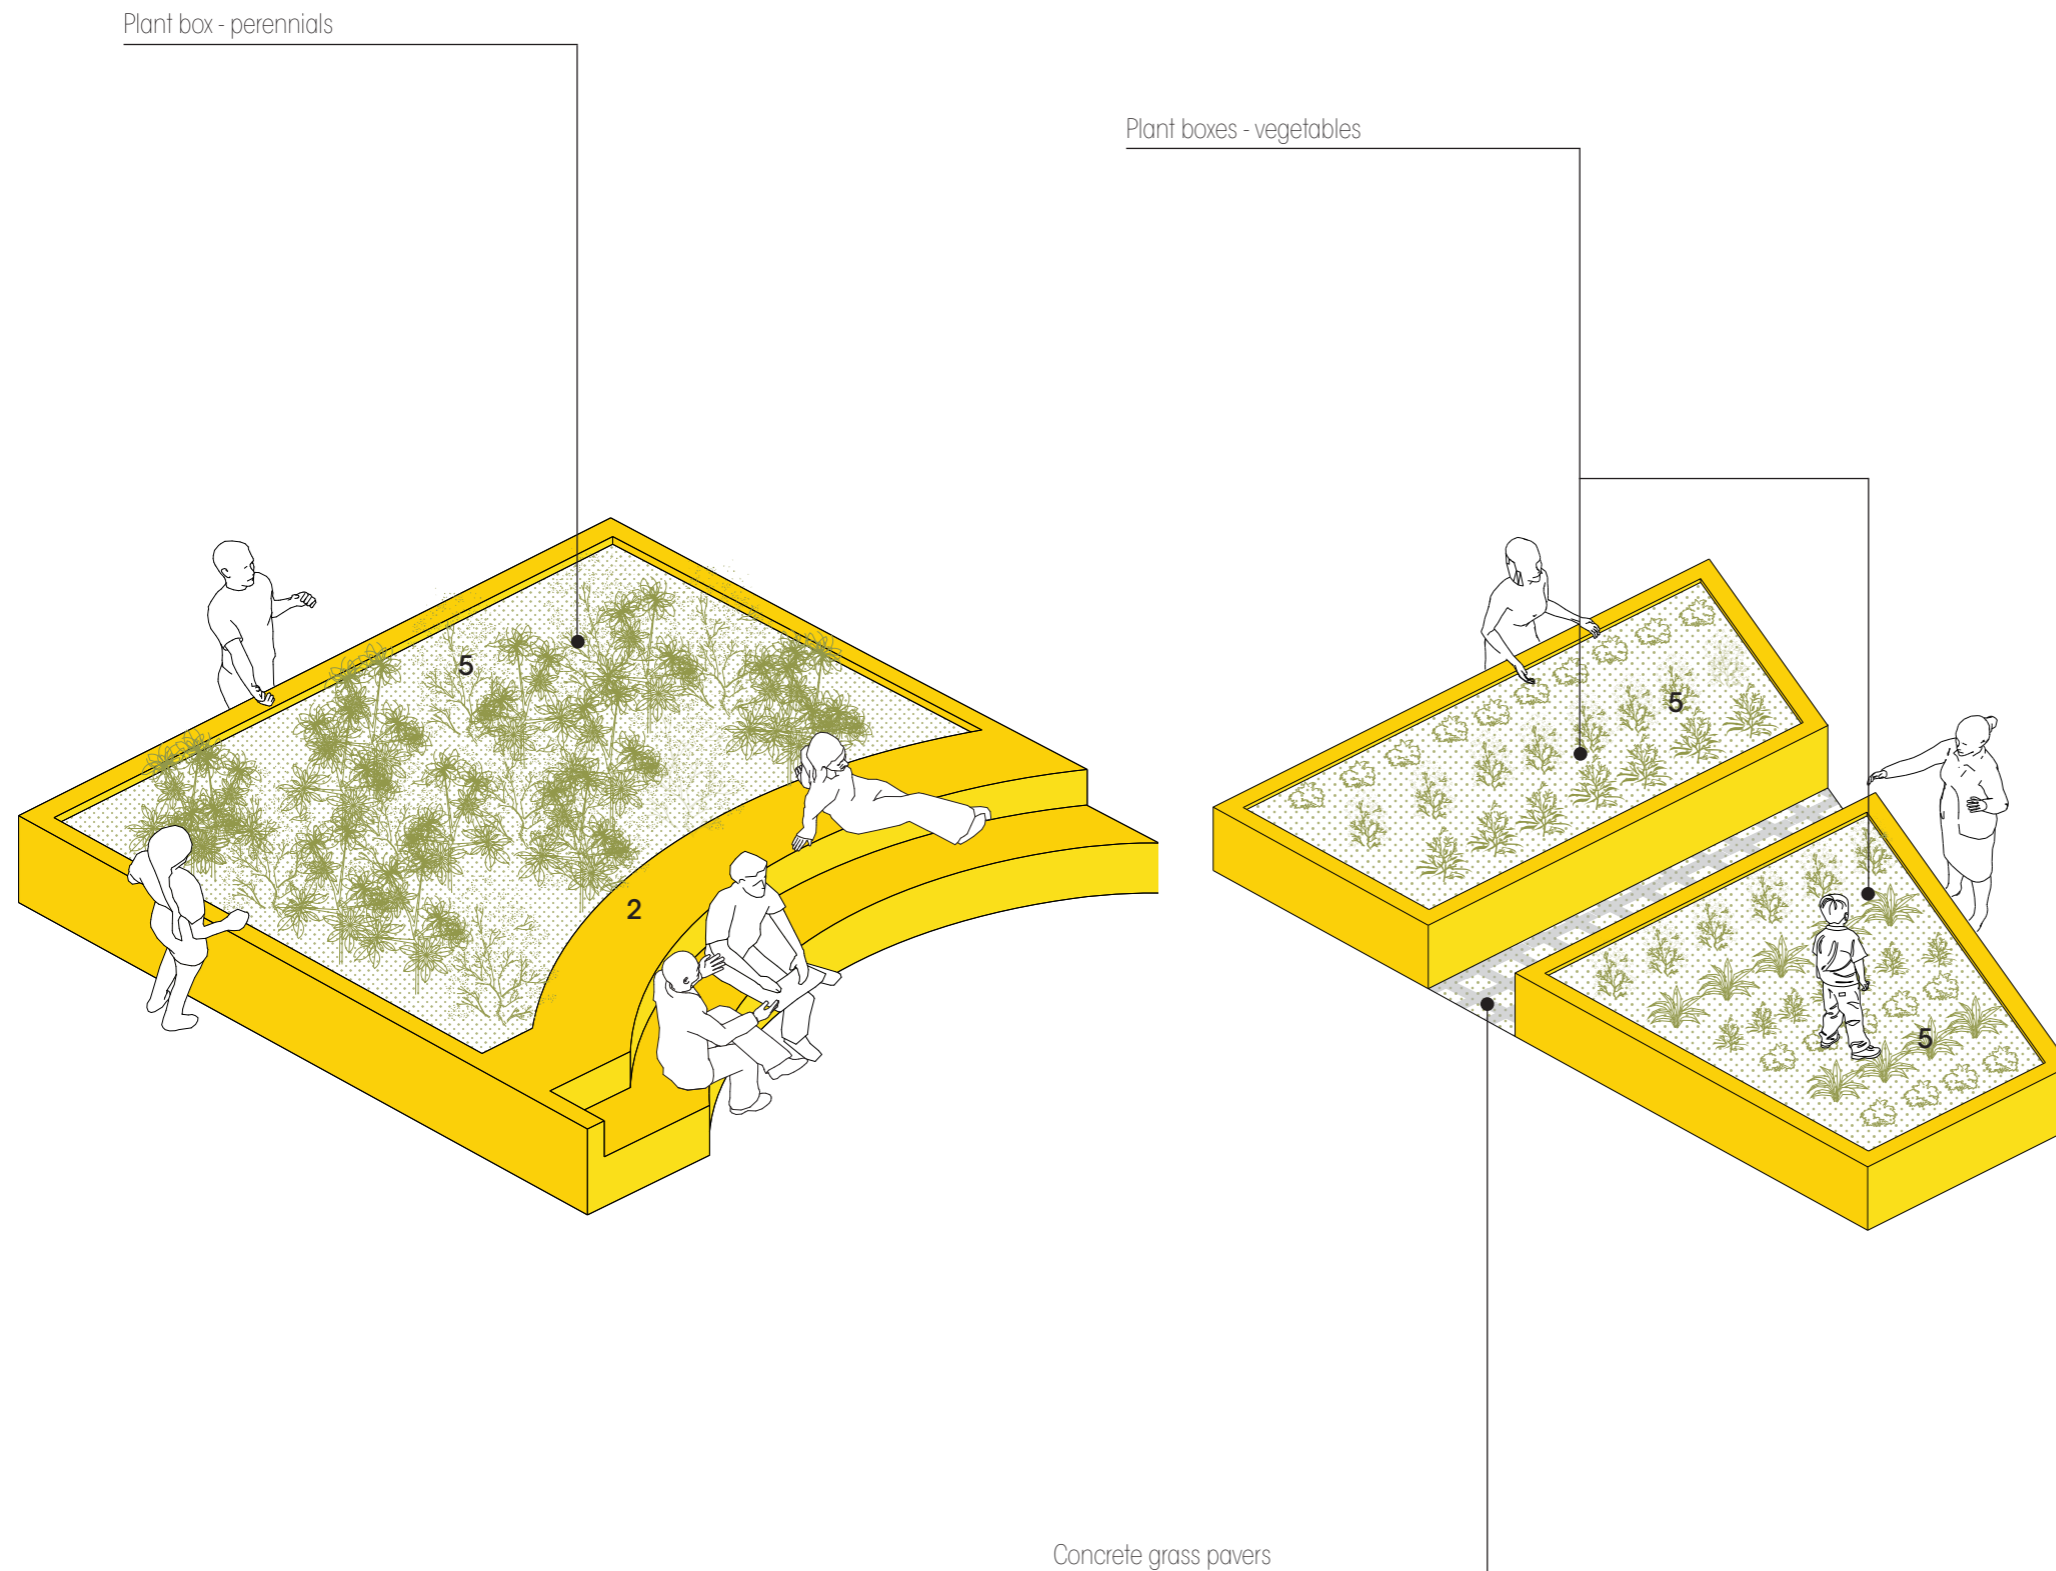 Plant box - perennials
Plant boxes - vegetables
5
5
2
5
Concrete grass pavers